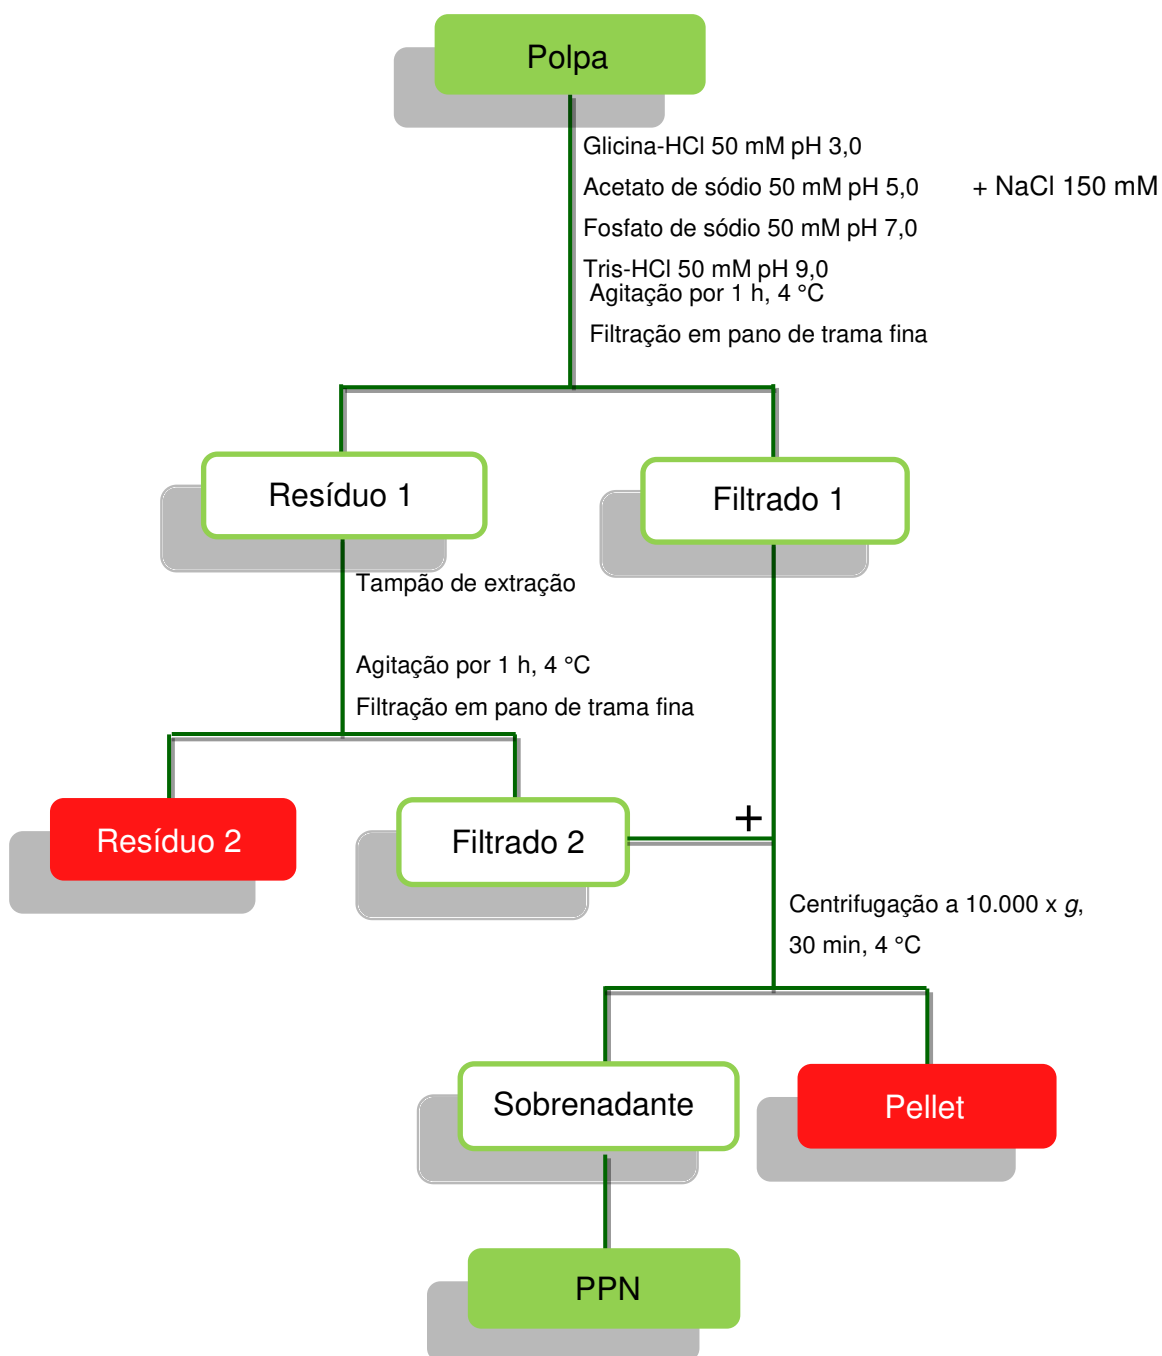 Polpa
Glicina-HCl 50 mM pH 3,0
Acetato de sódio 50 mM pH 5,0 + NaCl 150 mM
Fosfato de sódio 50 mM pH 7,0
Tris-HCl 50 mM pH 9,0
Agitação por 1 h, 4 °C
Filtração em pano de trama fina
Resíduo 1
Filtrado 1
Tampão de extração
Agitação por 1 h, 4 °C
Filtração em pano de trama fina
Resíduo 2
Filtrado 2
+
Centrifugação a 10.000 x g,
30 min, 4 °C
Sobrenadante
Pellet
PPN